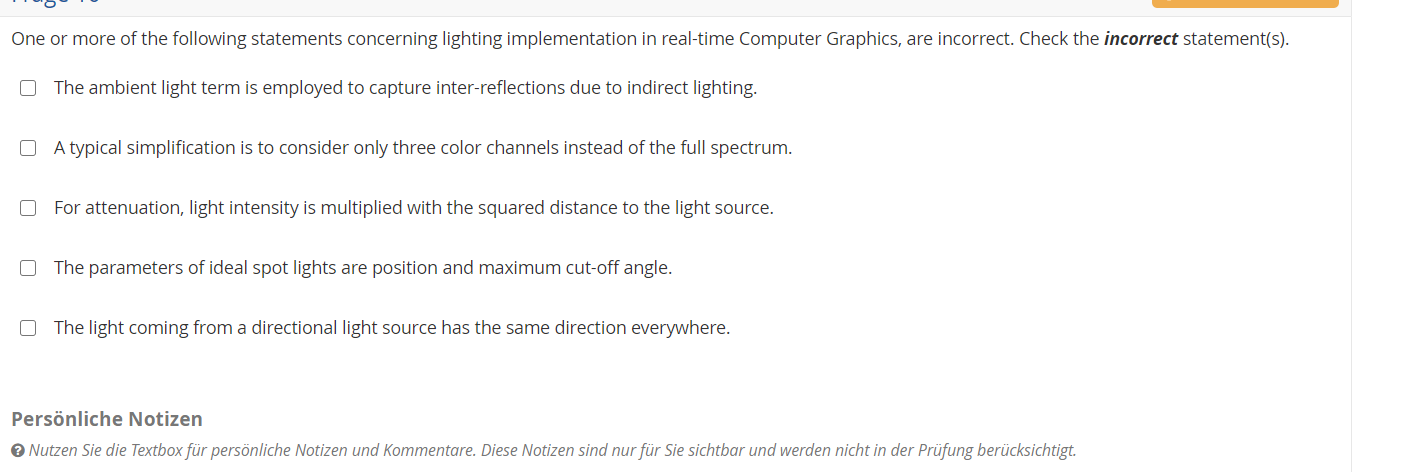 One or more of the following statements concerning lighting implementation in real-time Computer Graphics, are incorrect. Check the incorrect statement(s).
The ambient light term is employed to capture inter-reflections due to indirect lighting.
A typical simplification is to consider only three color channels instead of the full spectrum.
For attenuation, light intensity is multiplied with the squared distance to the light source.
The parameters of ideal spot lights are position and maximum cut-off angle.
The light coming from a directional light source has the same direction everywhere.
Persönliche Notizen
Nutzen Sie die Textbox für persönliche Notizen und Kommentare. Diese Notizen sind nur für Sie sichtbar und werden nicht in der Prüfung berücksichtigt.